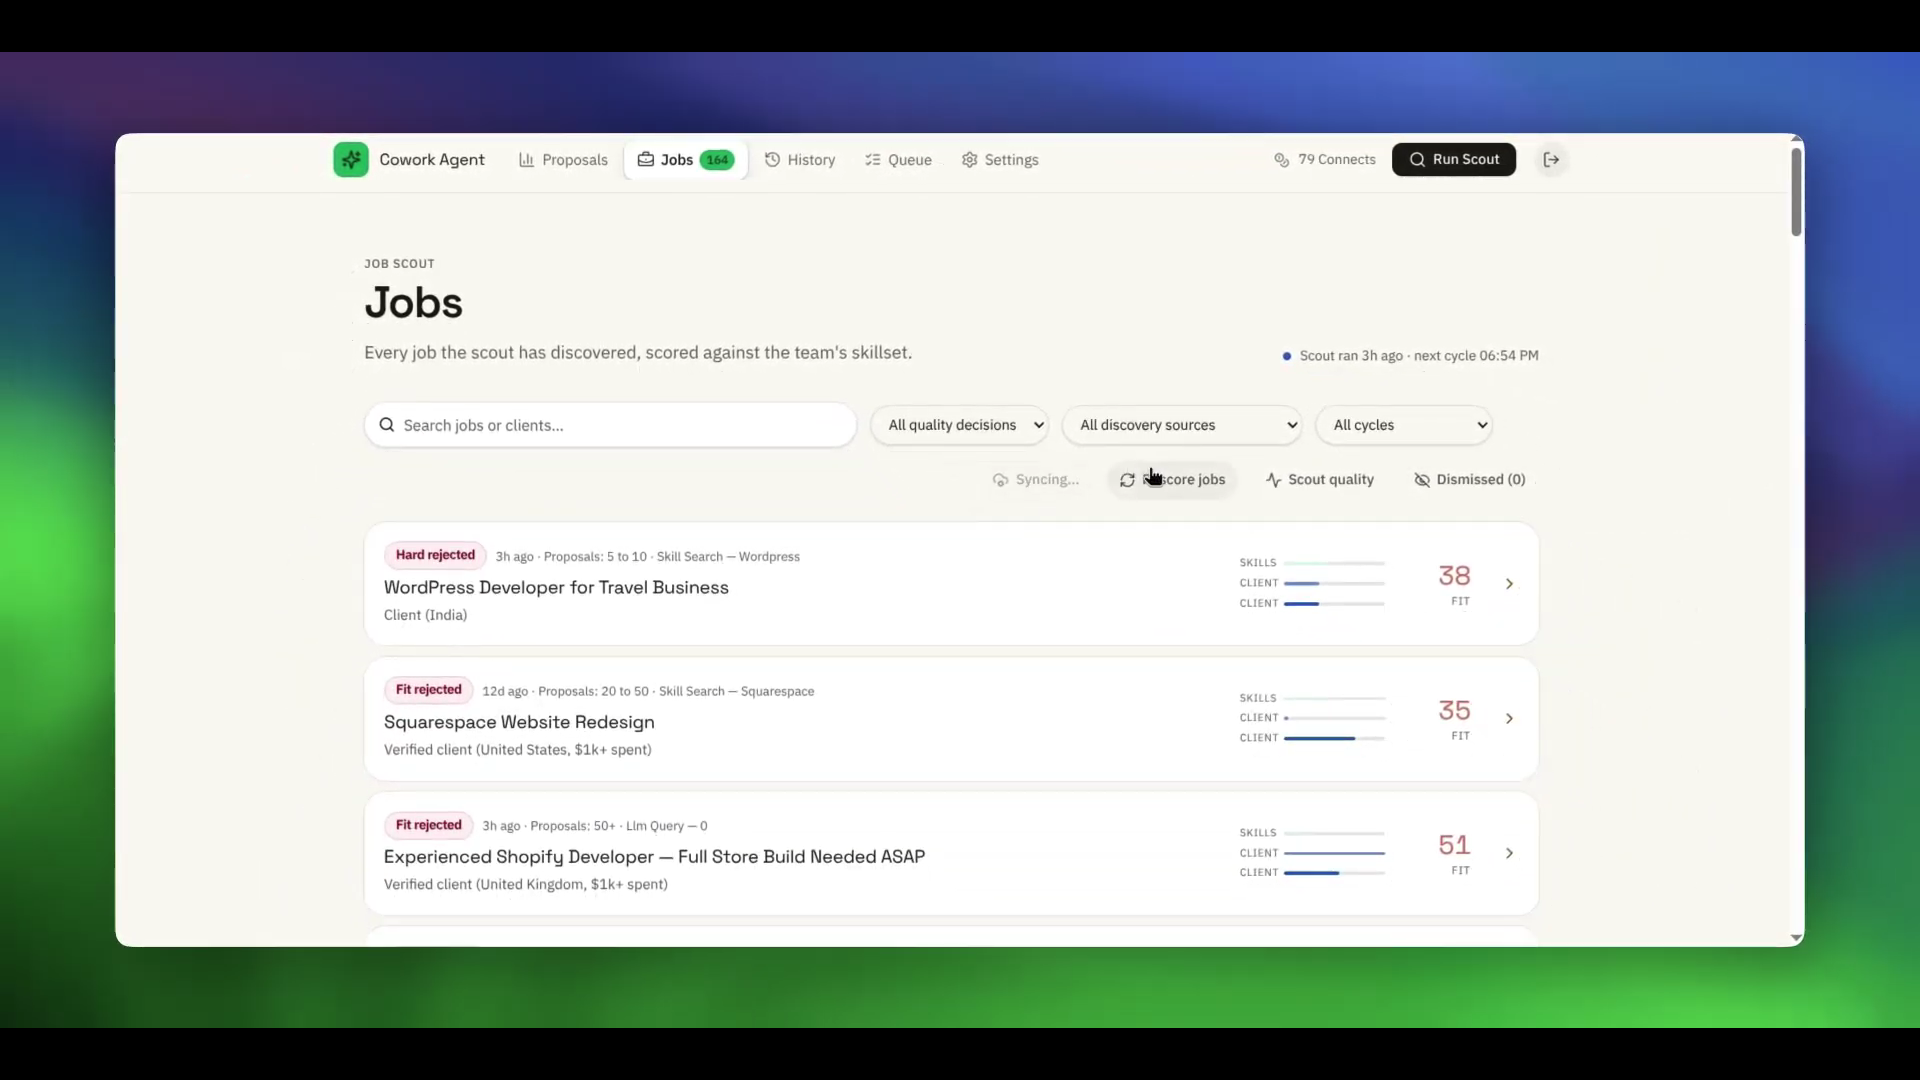 Cowork Agent
Proposals
Jobs 164
History
Queue
Settings
79 Connects
Run Scout
JOB SCOUT
Jobs
Every job the scout has discovered, scored against the team's skillset.
Scout ran 3h ago · next cycle 06:54 PM
Search jobs or clients...
All quality decisions
All discovery sources
All cycles
Syncing...
score jobs
Scout quality
Dismissed (0)
Hard rejected 3h ago · Proposals: 5 to 10 · Skill Search — Wordpress
WordPress Developer for Travel Business
Client (India)
SKILLS
CLIENT
CLIENT
38
FIT
Fit rejected 12d ago · Proposals: 20 to 50 · Skill Search — Squarespace
Squarespace Website Redesign
Verified client (United States, $1k+ spent)
SKILLS
CLIENT
CLIENT
35
FIT
Fit rejected 3h ago · Proposals: 50+ · Llm Query — 0
Experienced Shopify Developer — Full Store Build Needed ASAP
Verified client (United Kingdom, $1k+ spent)
SKILLS
CLIENT
CLIENT
51
FIT